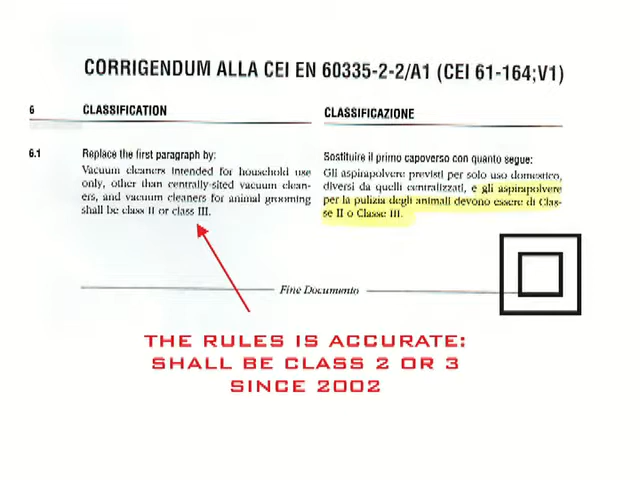 CORRIGENDUM ALLA CEI EN 60335-2-2/A1 (CEI 61-164;V1)
6 CLASSIFICATION
CLASSIFICAZIONE
6.1 Replace the first paragraph by:
Vacuum cleaners intended for household use
only, other than centrally-sited vacuum clean-
ers, and vacuum cleaners for animal grooming
shall be class II or class III.
Sostituire il primo capoverso con quanto segue:
Gli aspirapolvere previsti per solo uso domestico,
diversi da quelli centralizzati, e gli aspirapolvere
per la pulizia degli animali devono essere di Clas-
se II o Classe III.
Fine Documento
THE RULES IS ACCURATE:
SHALL BE CLASS 2 OR 3
SINCE 2002